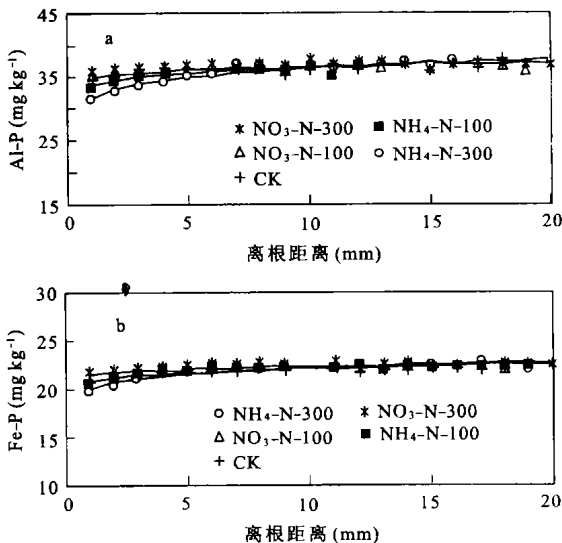 45
a
35
25
15
Al-P (mg kg⁻¹)
NO₃-N-300
NH₄-N-100
NO₃-N-100
NH₄-N-300
CK
0 5 10 15 20
离根距离 (mm)
30
b
25
20
15
10
Fe-P (mg kg⁻¹)
NH₄-N-300
NO₃-N-300
NO₃-N-100
NH₄-N-100
CK
0 5 10 15 20
离根距离 (mm)